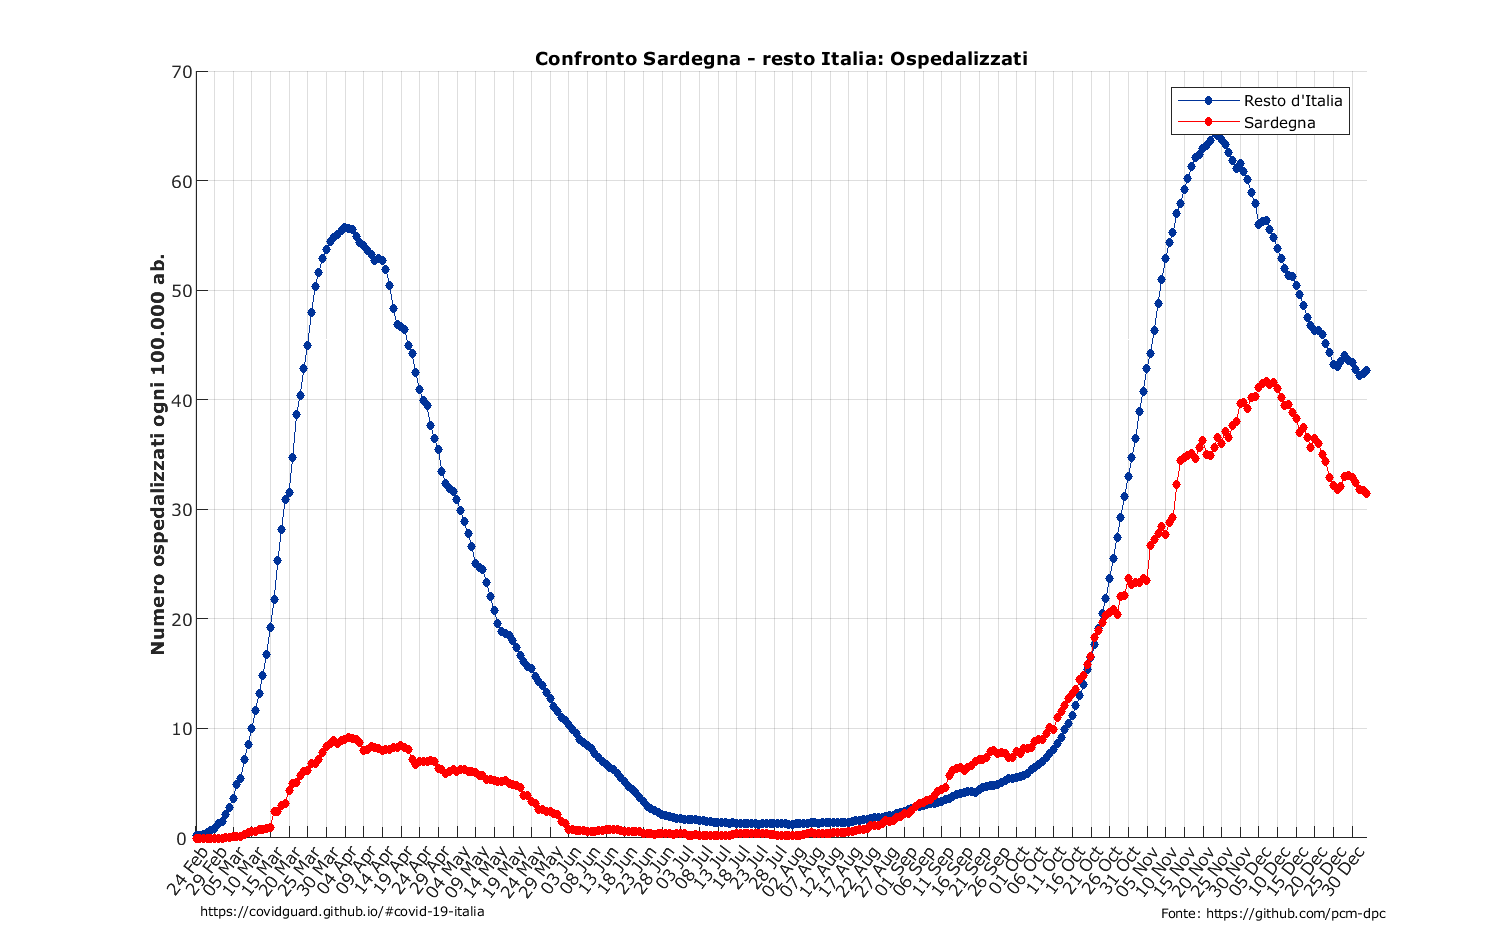 Confronto Sardegna - resto Italia: Ospedalizzati
Resto d'Italia
Sardegna
Numero ospedalizzati ogni 100.000 ab.
70
60
50
40
30
20
10
0
24 Feb
29 Feb
05 Mar
10 Mar
15 Mar
20 Mar
25 Mar
30 Mar
04 Apr
09 Apr
14 Apr
19 Apr
24 Apr
29 Apr
04 May
09 May
14 May
19 May
24 May
29 May
03 Jun
08 Jun
13 Jun
18 Jun
23 Jun
28 Jun
03 Jul
08 Jul
13 Jul
18 Jul
23 Jul
28 Jul
02 Aug
07 Aug
12 Aug
17 Aug
22 Aug
27 Aug
01 Sep
06 Sep
11 Sep
16 Sep
21 Sep
26 Sep
01 Oct
06 Oct
11 Oct
16 Oct
21 Oct
26 Oct
31 Oct
05 Nov
10 Nov
15 Nov
20 Nov
25 Nov
30 Nov
05 Dec
10 Dec
15 Dec
20 Dec
25 Dec
30 Dec
https://covidguard.github.io/#covid-19-italia
Fonte: https://github.com/pcm-dpc